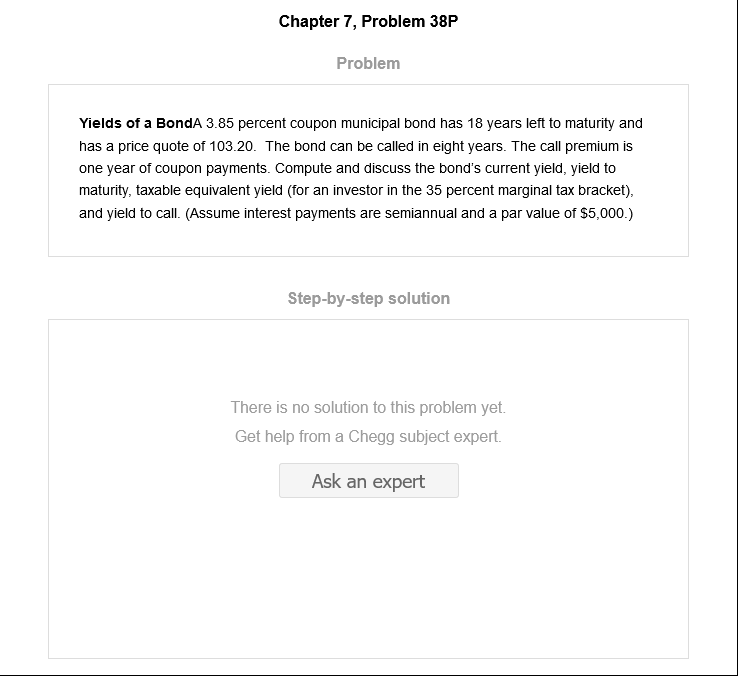 Chapter 7, Problem 38P
Problem
Yields of a BondA 3.85 percent coupon municipal bond has 18 years left to maturity and
has a price quote of 103.20.  The bond can be called in eight years. The call premium is
one year of coupon payments. Compute and discuss the bond's current yield, yield to
maturity, taxable equivalent yield (for an investor in the 35 percent marginal tax bracket),
and yield to call. (Assume interest payments are semiannual and a par value of $5,000.)
Step-by-step solution
There is no solution to this problem yet.
Get help from a Chegg subject expert.
Ask an expert